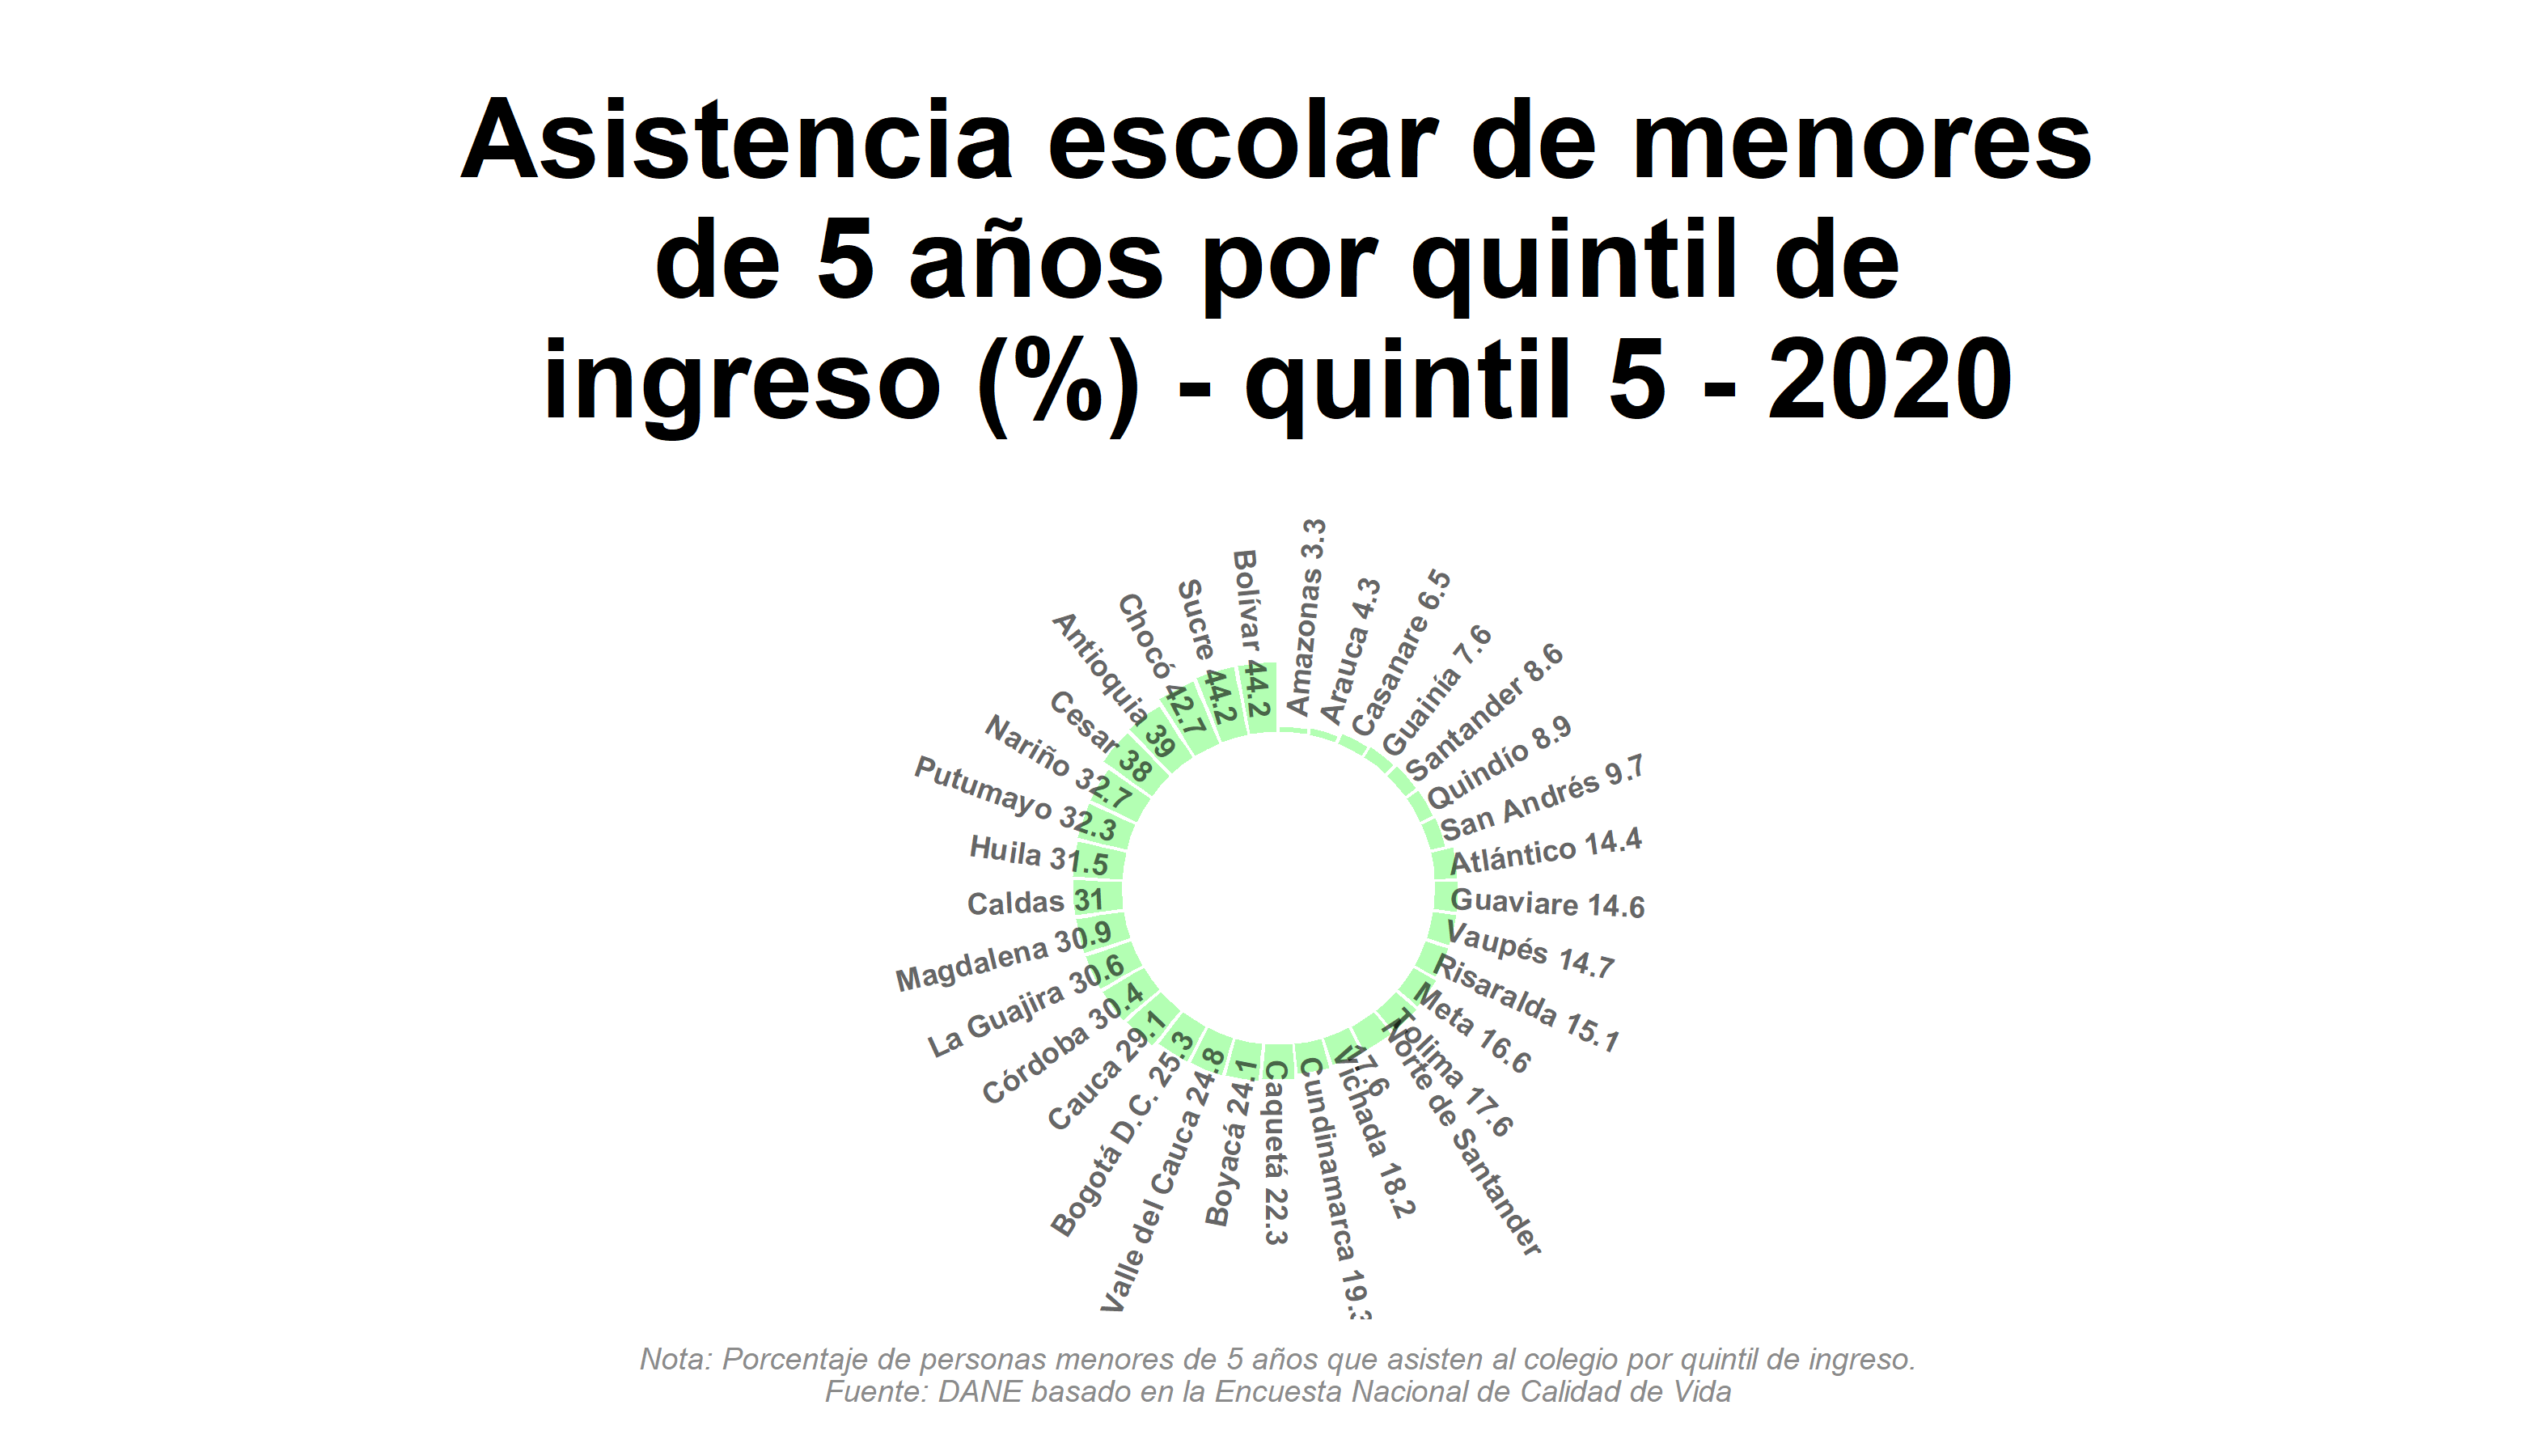 Asistencia escolar de menores
de 5 años por quintil de
ingreso (%) - quintil 5 - 2020
Amazonas 3.3
Arauca 4.3
Casanare 6.5
Guainía 7.6
Santander 8.6
Quindío 8.9
San Andrés 9.7
Atlántico 14.4
Guaviare 14.6
Vaupés 14.7
Risaralda 15.1
Meta 16.6
Tolima 17.6
Norte de Santander
17.6
Vichada 18.2
Cundinamarca 19.3
Caquetá 22.3
Boyacá 24.1
Valle del Cauca 24.8
Bogotá D.C. 25.3
Cauca 29.1
Córdoba 30.4
La Guajira 30.6
Magdalena 30.9
Caldas 31
Huila 31.5
Putumayo 32.3
Nariño 32.7
Cesar 38
Antioquia 39
Chocó 42.7
Sucre 44.2
Bolívar 44.2
Nota: Porcentaje de personas menores de 5 años que asisten al colegio por quintil de ingreso.
Fuente: DANE basado en la Encuesta Nacional de Calidad de Vida